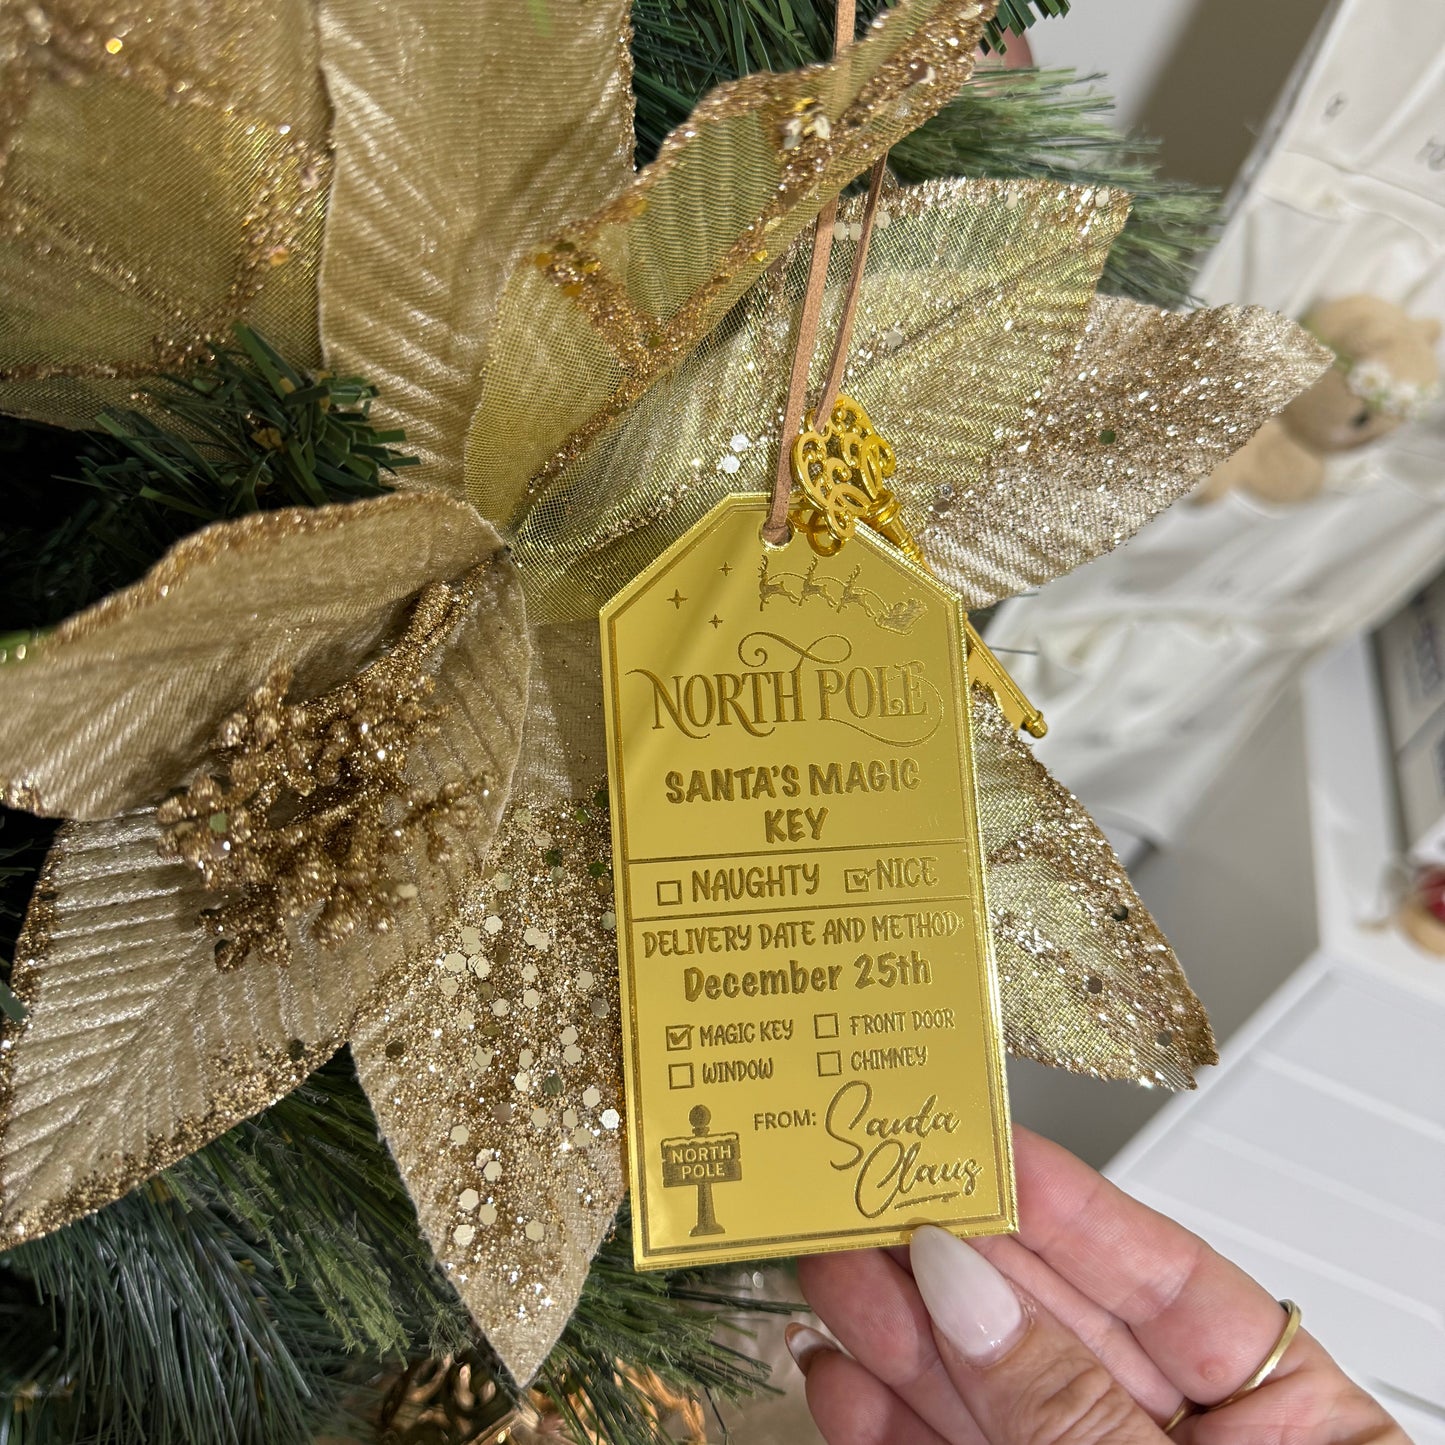 NORTH POLE
SANTA'S MAGIC
KEY
NAUGHTY NICE
DELIVERY DATE AND METHOD:
December 25th
MAGIC KEY FRONT DOOR
WINDOW CHIMNEY
FROM: Santa
Claus
NORTH
POLE